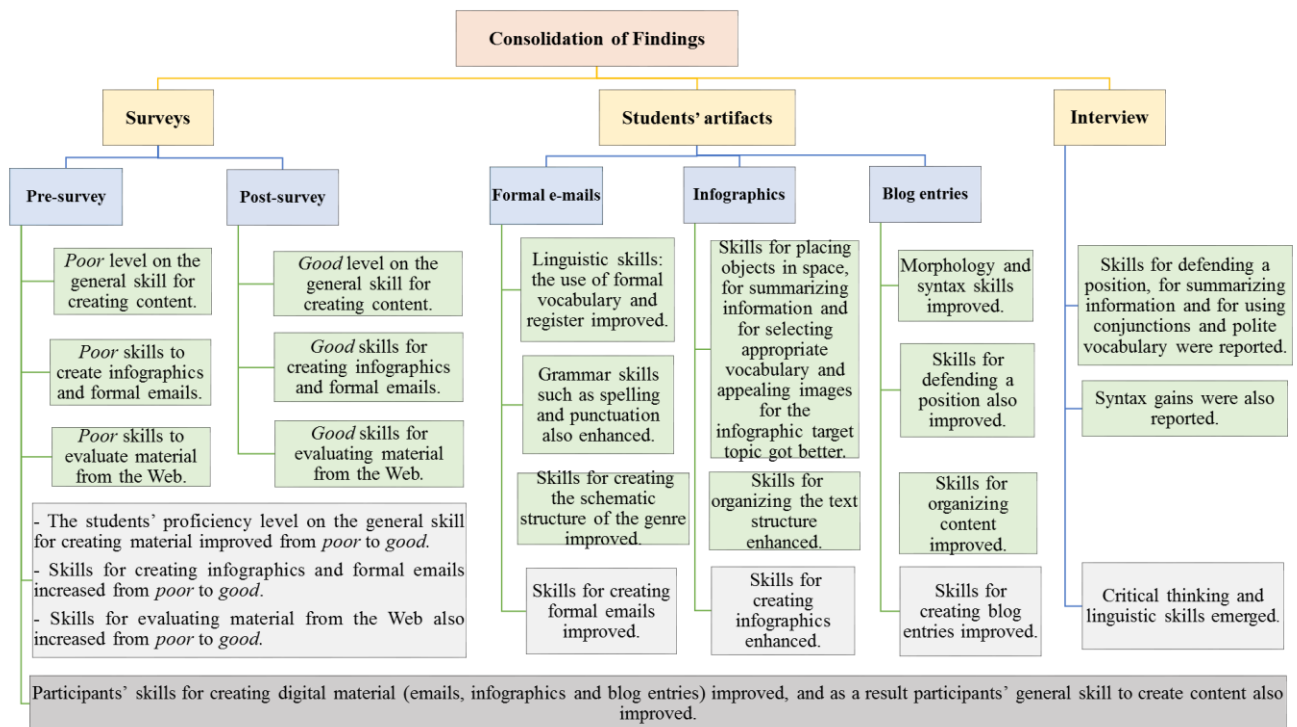 Consolidation of Findings
Surveys
Students' artifacts
Interview
Pre-survey
Post-survey
Formal e-mails
Infographics
Blog entries
Poor level on the
general skill for
creating content.
Poor skills to
create infographics
and formal emails.
Poor skills to
evaluate material
from the Web.
Good level on the
general skill for
creating content.
Good skills for
creating infographics
and formal emails.
Good skills for
evaluating material
from the Web.
- The students' proficiency level on the general skill
for creating material improved from poor to good.
- Skills for creating infographics and formal emails
increased from poor to good.
- Skills for evaluating material from the Web also
increased from poor to good.
Linguistic skills:
the use of formal
vocabulary and
register improved.
Grammar skills
such as spelling
and punctuation
also enhanced.
Skills for creating
the schematic
structure of the genre
improved.
Skills for creating
formal emails
improved.
Skills for placing
objects in space,
for summarizing
information and
for selecting
appropriate
vocabulary and
appealing images
for the
infographic target
topic got better.
Skills for
organizing the text
structure
enhanced.
Skills for
creating
infographics
enhanced.
Morphology and
syntax skills
improved.
Skills for
defending a
position also
improved.
Skills for
organizing
content
improved.
Skills for
creating blog
entries improved.
Skills for defending a
position, for summarizing
information and for using
conjunctions and polite
vocabulary were reported.
Syntax gains were also
reported.
Critical thinking and
linguistic skills emerged.
Participants' skills for creating digital material (emails, infographics and blog entries) improved, and as a result participants' general skill to create content also
improved.